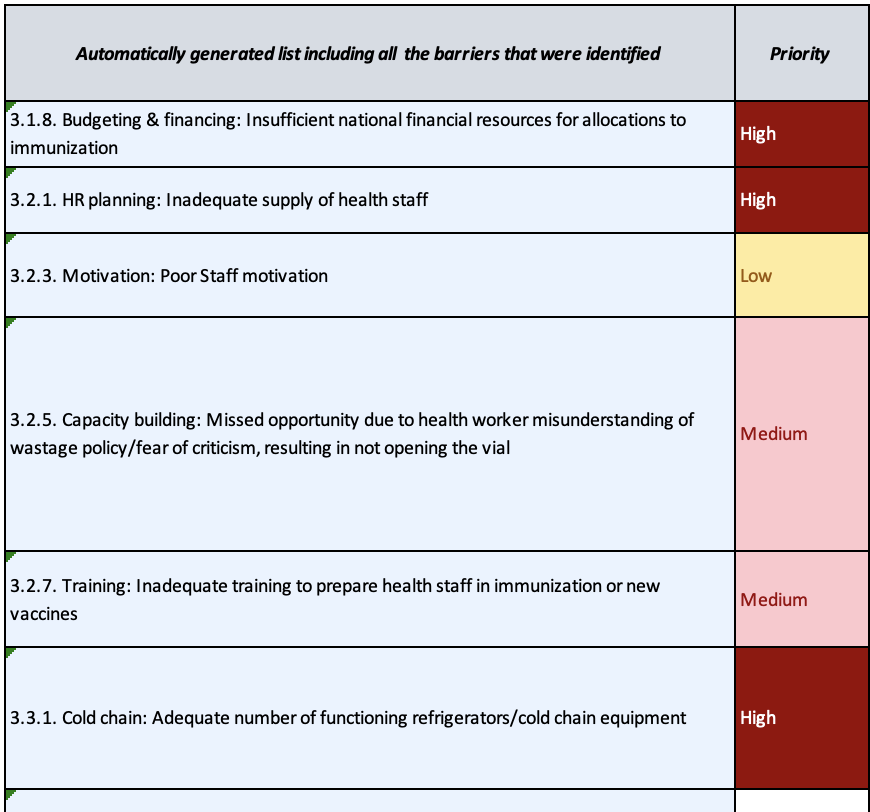 Automatically generated list including all the barriers that were identified
Priority
3.1.8. Budgeting & financing: Insufficient national financial resources for allocations to
immunization
High
3.2.1. HR planning: Inadequate supply of health staff
High
3.2.3. Motivation: Poor Staff motivation
Low
3.2.5. Capacity building: Missed opportunity due to health worker misunderstanding of
wastage policy/fear of criticism, resulting in not opening the vial
Medium
3.2.7. Training: Inadequate training to prepare health staff in immunization or new
vaccines
Medium
3.3.1. Cold chain: Adequate number of functioning refrigerators/cold chain equipment
High